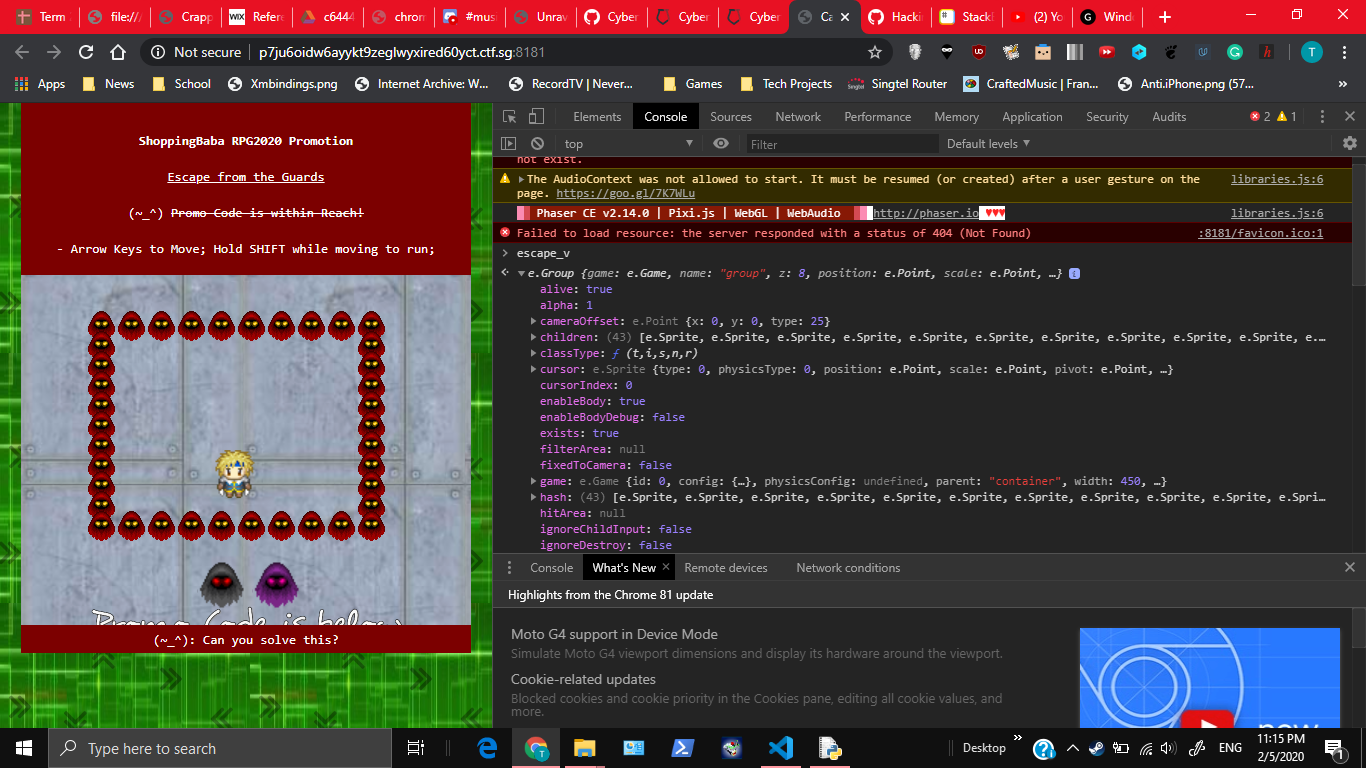 Term
file:///
Crapp
WIX Refere
c6444
chrom
#mus
Unrav
Cyber
Cyber
Cyber
Ca
Hackin
Stackl
(2) Yo
Windo
Not secure p7ju6oidw6ayykt9zeglwyxired60yct.ctf.sg:8181
T
Apps
News
School
Xmbindings.png
Internet Archive: W...
RecordTV | Never...
Games
Tech Projects
Singtel Router
CraftedMusic | Fran...
Anti.iPhone.png (57...
»
ShoppingBaba RPG2020 Promotion
Escape from the Guards
(~_^) Promo Code is within Reach!
- Arrow Keys to Move; Hold SHIFT while moving to run;
Promo Code is below
(~_^): Can you solve this?
Elements Console Sources Network Performance Memory Application Security Audits 2 1
top Filter Default levels
not exist.
The AudioContext was not allowed to start. It must be resumed (or created) after a user gesture on the libraries.js:6
page. https://goo.gl/7K7WLu
Phaser CE v2.14.0 | Pixi.js | WebGL | WebAudio http://phaser.io ♥♥♥ libraries.js:6
Failed to load resource: the server responded with a status of 404 (Not Found) :8181/favicon.ico:1
> escape_v
e.Group {game: e.Game, name: "group", z: 8, position: e.Point, scale: e.Point, …} i
alive: true
alpha: 1
cameraOffset: e.Point {x: 0, y: 0, type: 25}
children: (43) [e.Sprite, e.Sprite, e.Sprite, e.Sprite, e.Sprite, e.Sprite, e.Sprite, e.Sprite, e.Sprite, e.Sprite, e.…
classType: ƒ (t,i,s,n,r)
cursor: e.Sprite {type: 0, physicsType: 0, position: e.Point, scale: e.Point, pivot: e.Point, …}
cursorIndex: 0
enableBody: true
enableBodyDebug: false
exists: true
filterArea: null
fixedToCamera: false
game: e.Game {id: 0, config: {…}, physicsConfig: undefined, parent: "container", width: 450, …}
hash: (43) [e.Sprite, e.Sprite, e.Sprite, e.Sprite, e.Sprite, e.Sprite, e.Sprite, e.Sprite, e.Sprite, e.Sprite, e.Spri…
hitArea: null
ignoreChildInput: false
ignoreDestroy: false
Console What's New Remote devices Network conditions
Highlights from the Chrome 81 update
Moto G4 support in Device Mode
Simulate Moto G4 viewport dimensions and display its hardware around the viewport.
Cookie-related updates
Blocked cookies and cookie priority in the Cookies pane, editing all cookie values, and
more.
new
Type here to search
Desktop
»
ENG
11:15 PM
2/5/2020
1